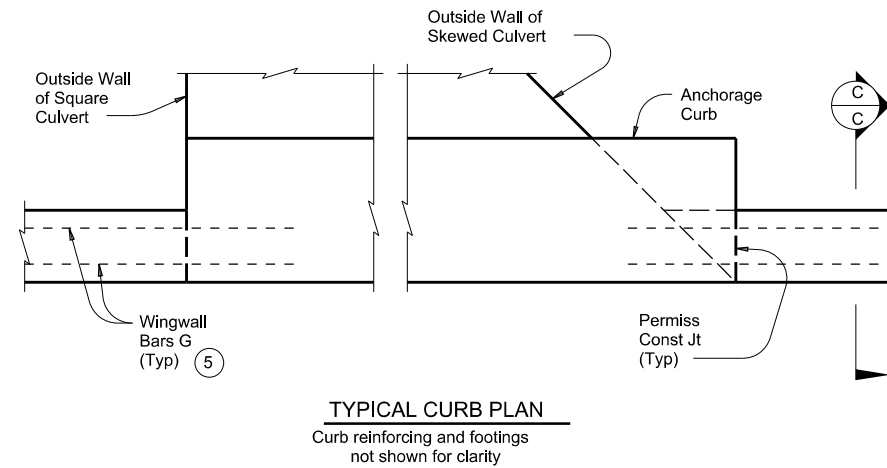 Outside Wall of
Skewed Culvert
Outside Wall
of Square
Culvert
Anchorage
Curb
C
C
Wingwall
Bars G
(Typ)
5
Permiss
Const Jt
(Typ)
TYPICAL CURB PLAN
Curb reinforcing and footings
not shown for clarity